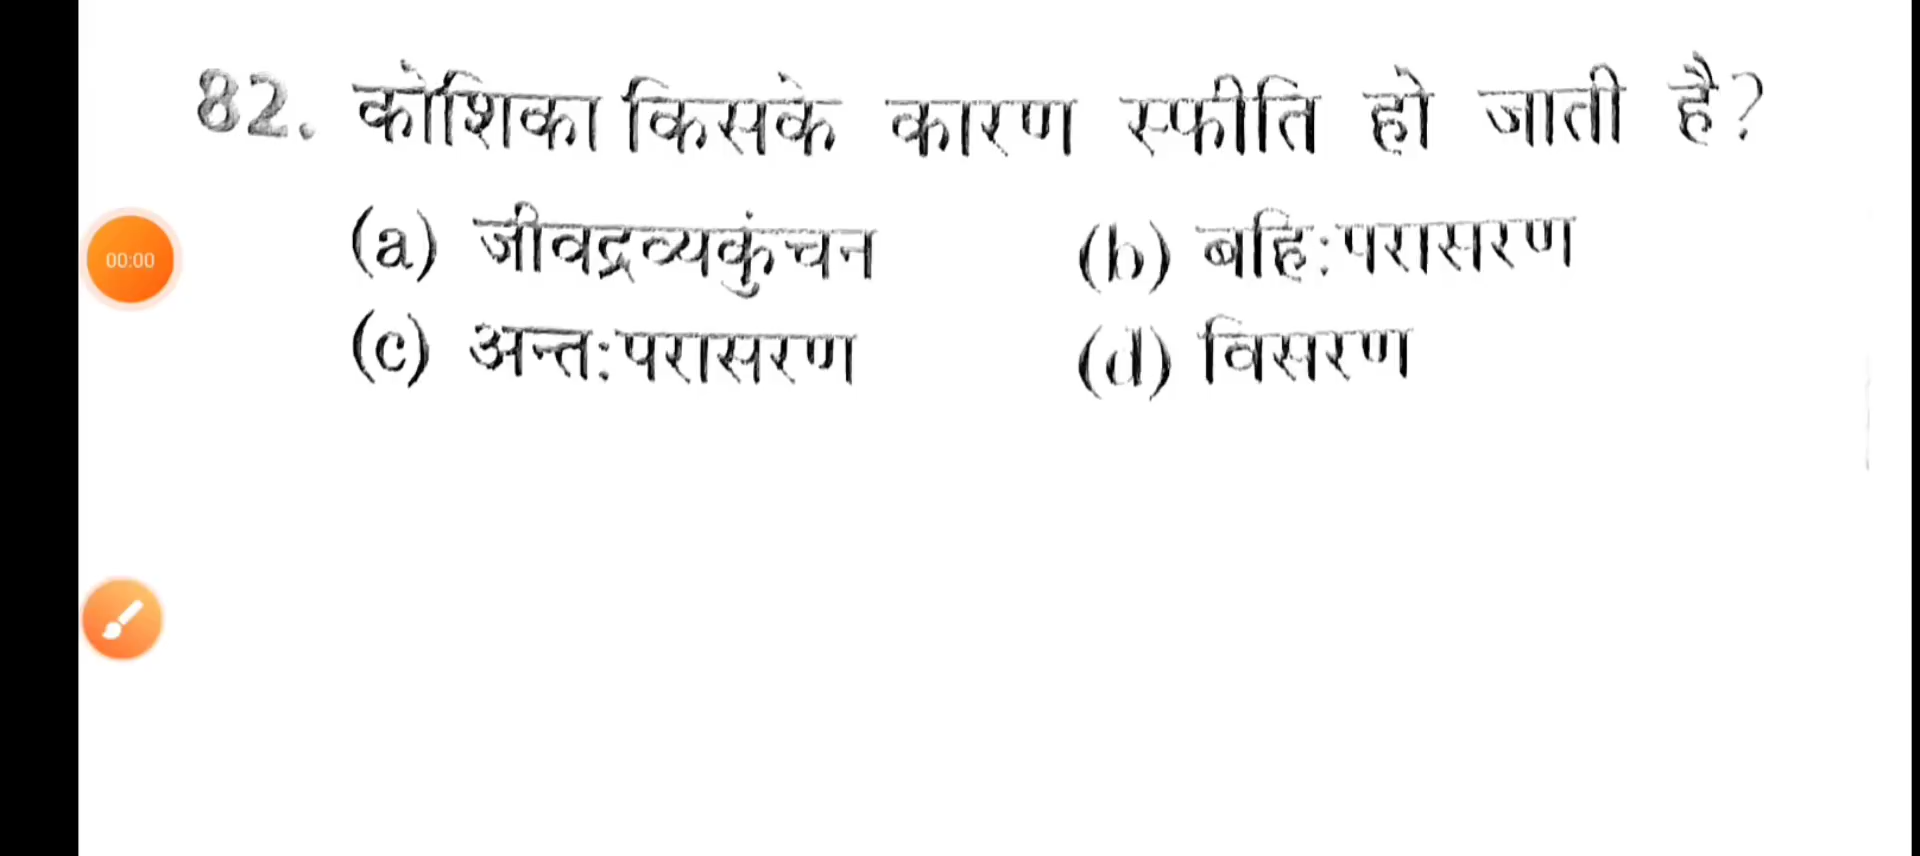 82. कोशिका किसके कारण स्फीति हो जाती है?
(a) जीवद्रव्यकुंचन (b) बहि:परासरण
00:00
(c) अन्त:परासरण (d) विसरण